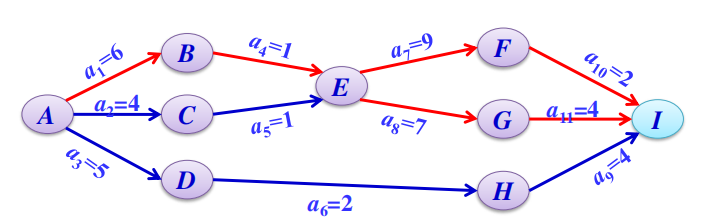 a₁=6
B
a₄=1
a₇=9
F
a₁₀=2
A
a₂=4
C
a₅=1
E
a₈=7
G
a₁₁=4
I
a₃=5
D
a₆=2
H
a₉=4